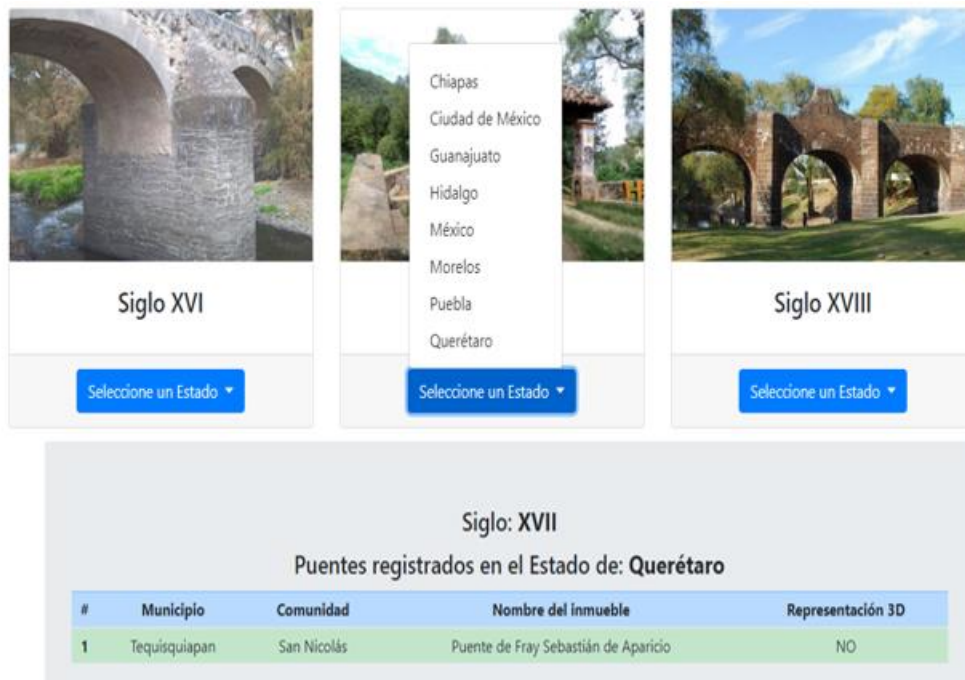 Chiapas
Ciudad de México
Guanajuato
Hidalgo
México
Morelos
Puebla
Querétaro
Siglo XVI
Siglo XVIII
Seleccione un Estado
Seleccione un Estado
Seleccione un Estado
Siglo: XVII
Puentes registrados en el Estado de: Querétaro
# Municipio Comunidad Nombre del inmueble Representación 3D
1 Tequisquiapan San Nicolás Puente de Fray Sebastián de Aparicio NO